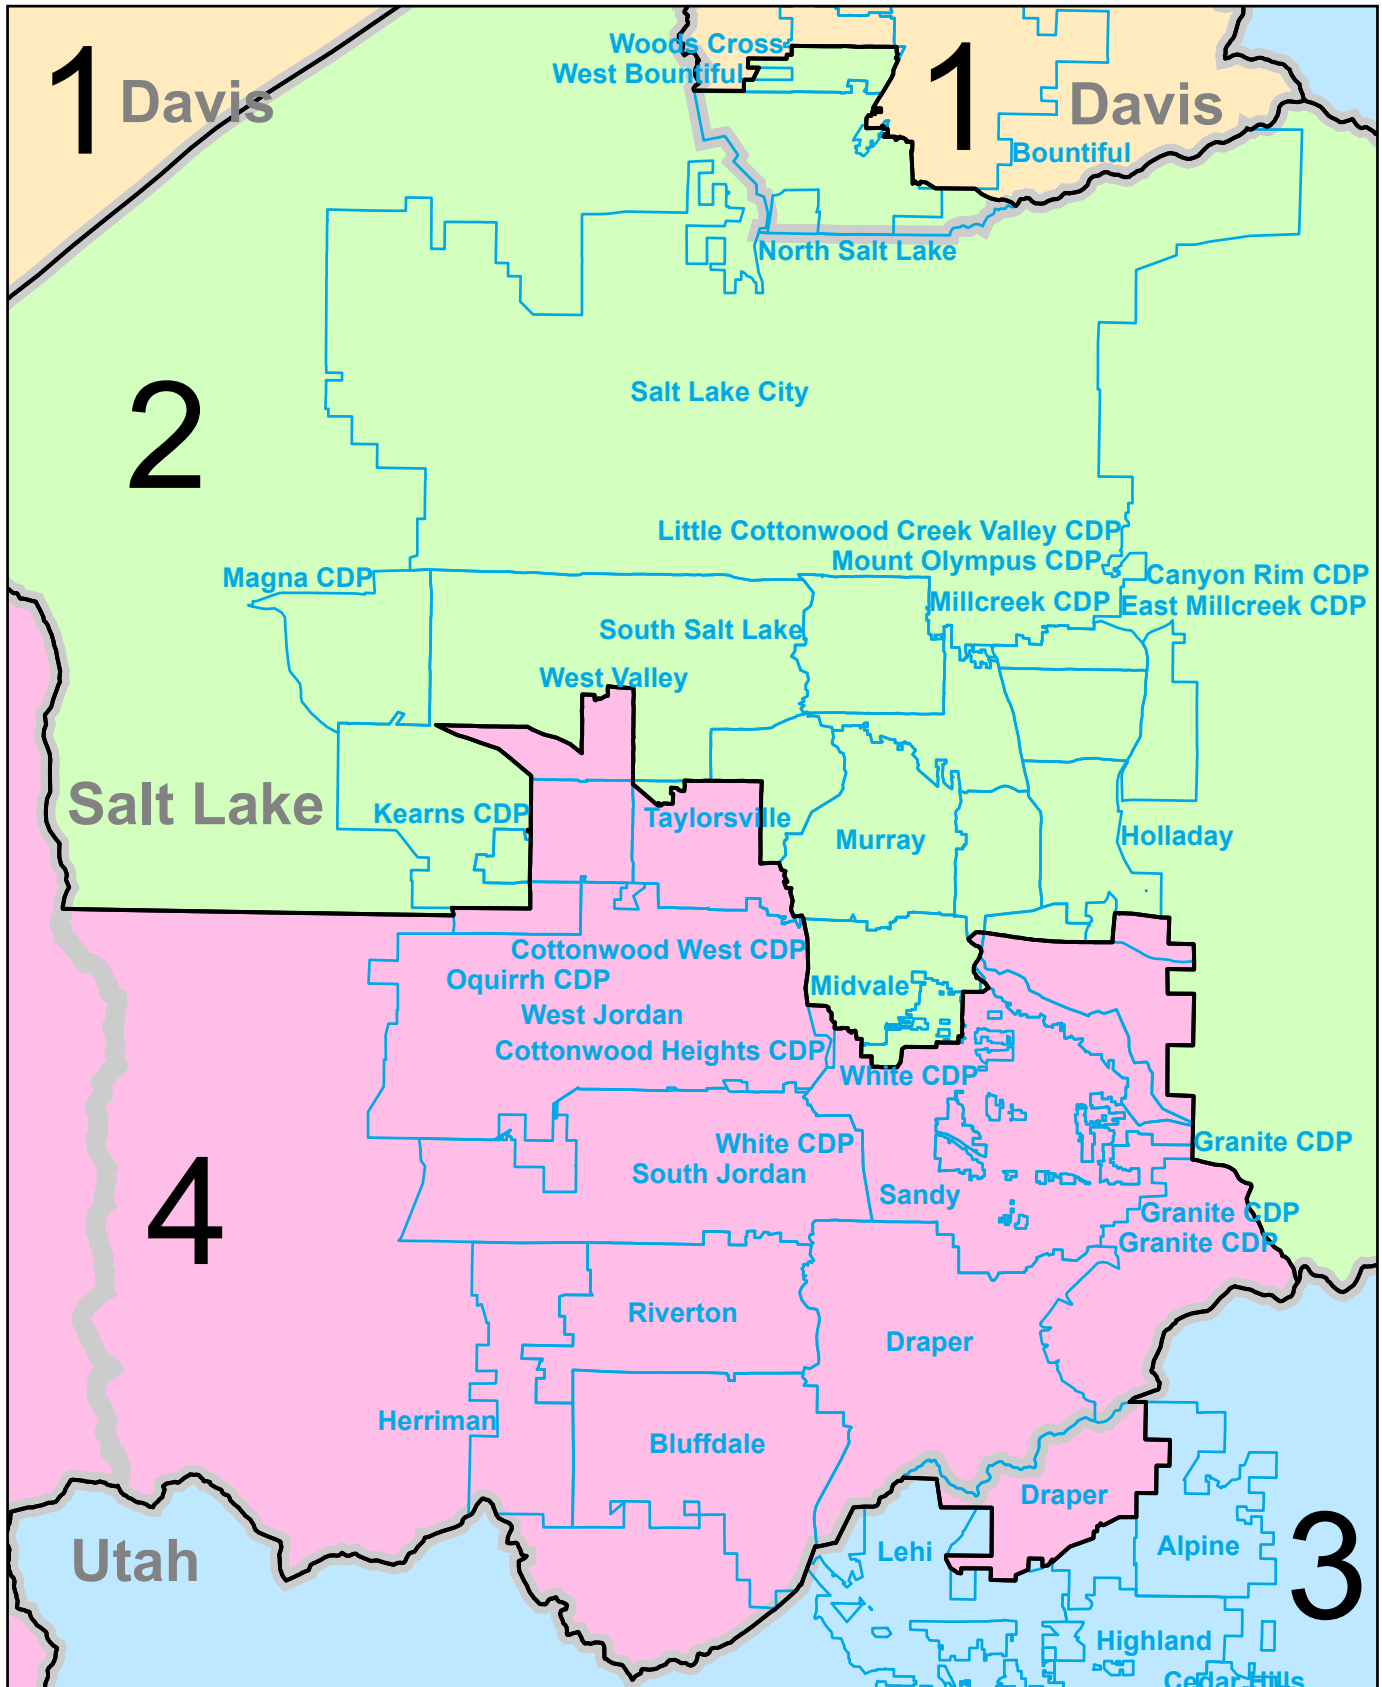 Woods Cross
1
1
West Bountiful
Davis
Davis
Bountiful
North Salt Lake
Salt Lake City
2
Little Cottonwood Creek Valley CDP
Mount Olympus CDP
Canyon Rim CDP
Magna CDP
Millcreek CDP
East Millcreek CDP
South Salt Lake
West Valley
Salt Lake
Kearns CDP
Taylorsville
Murray
Holladay
Cottonwood West CDP
Oquirrh CDP
Midvale
West Jordan
Cottonwood Heights CDP
White CDP
White CDP
Granite CDP
South Jordan
4
Sandy
Granite CDP
Granite CDP
Riverton
Draper
Herriman
Bluffdale
Draper
Utah
Lehi
Alpine
3
Highland
Cedar Hills